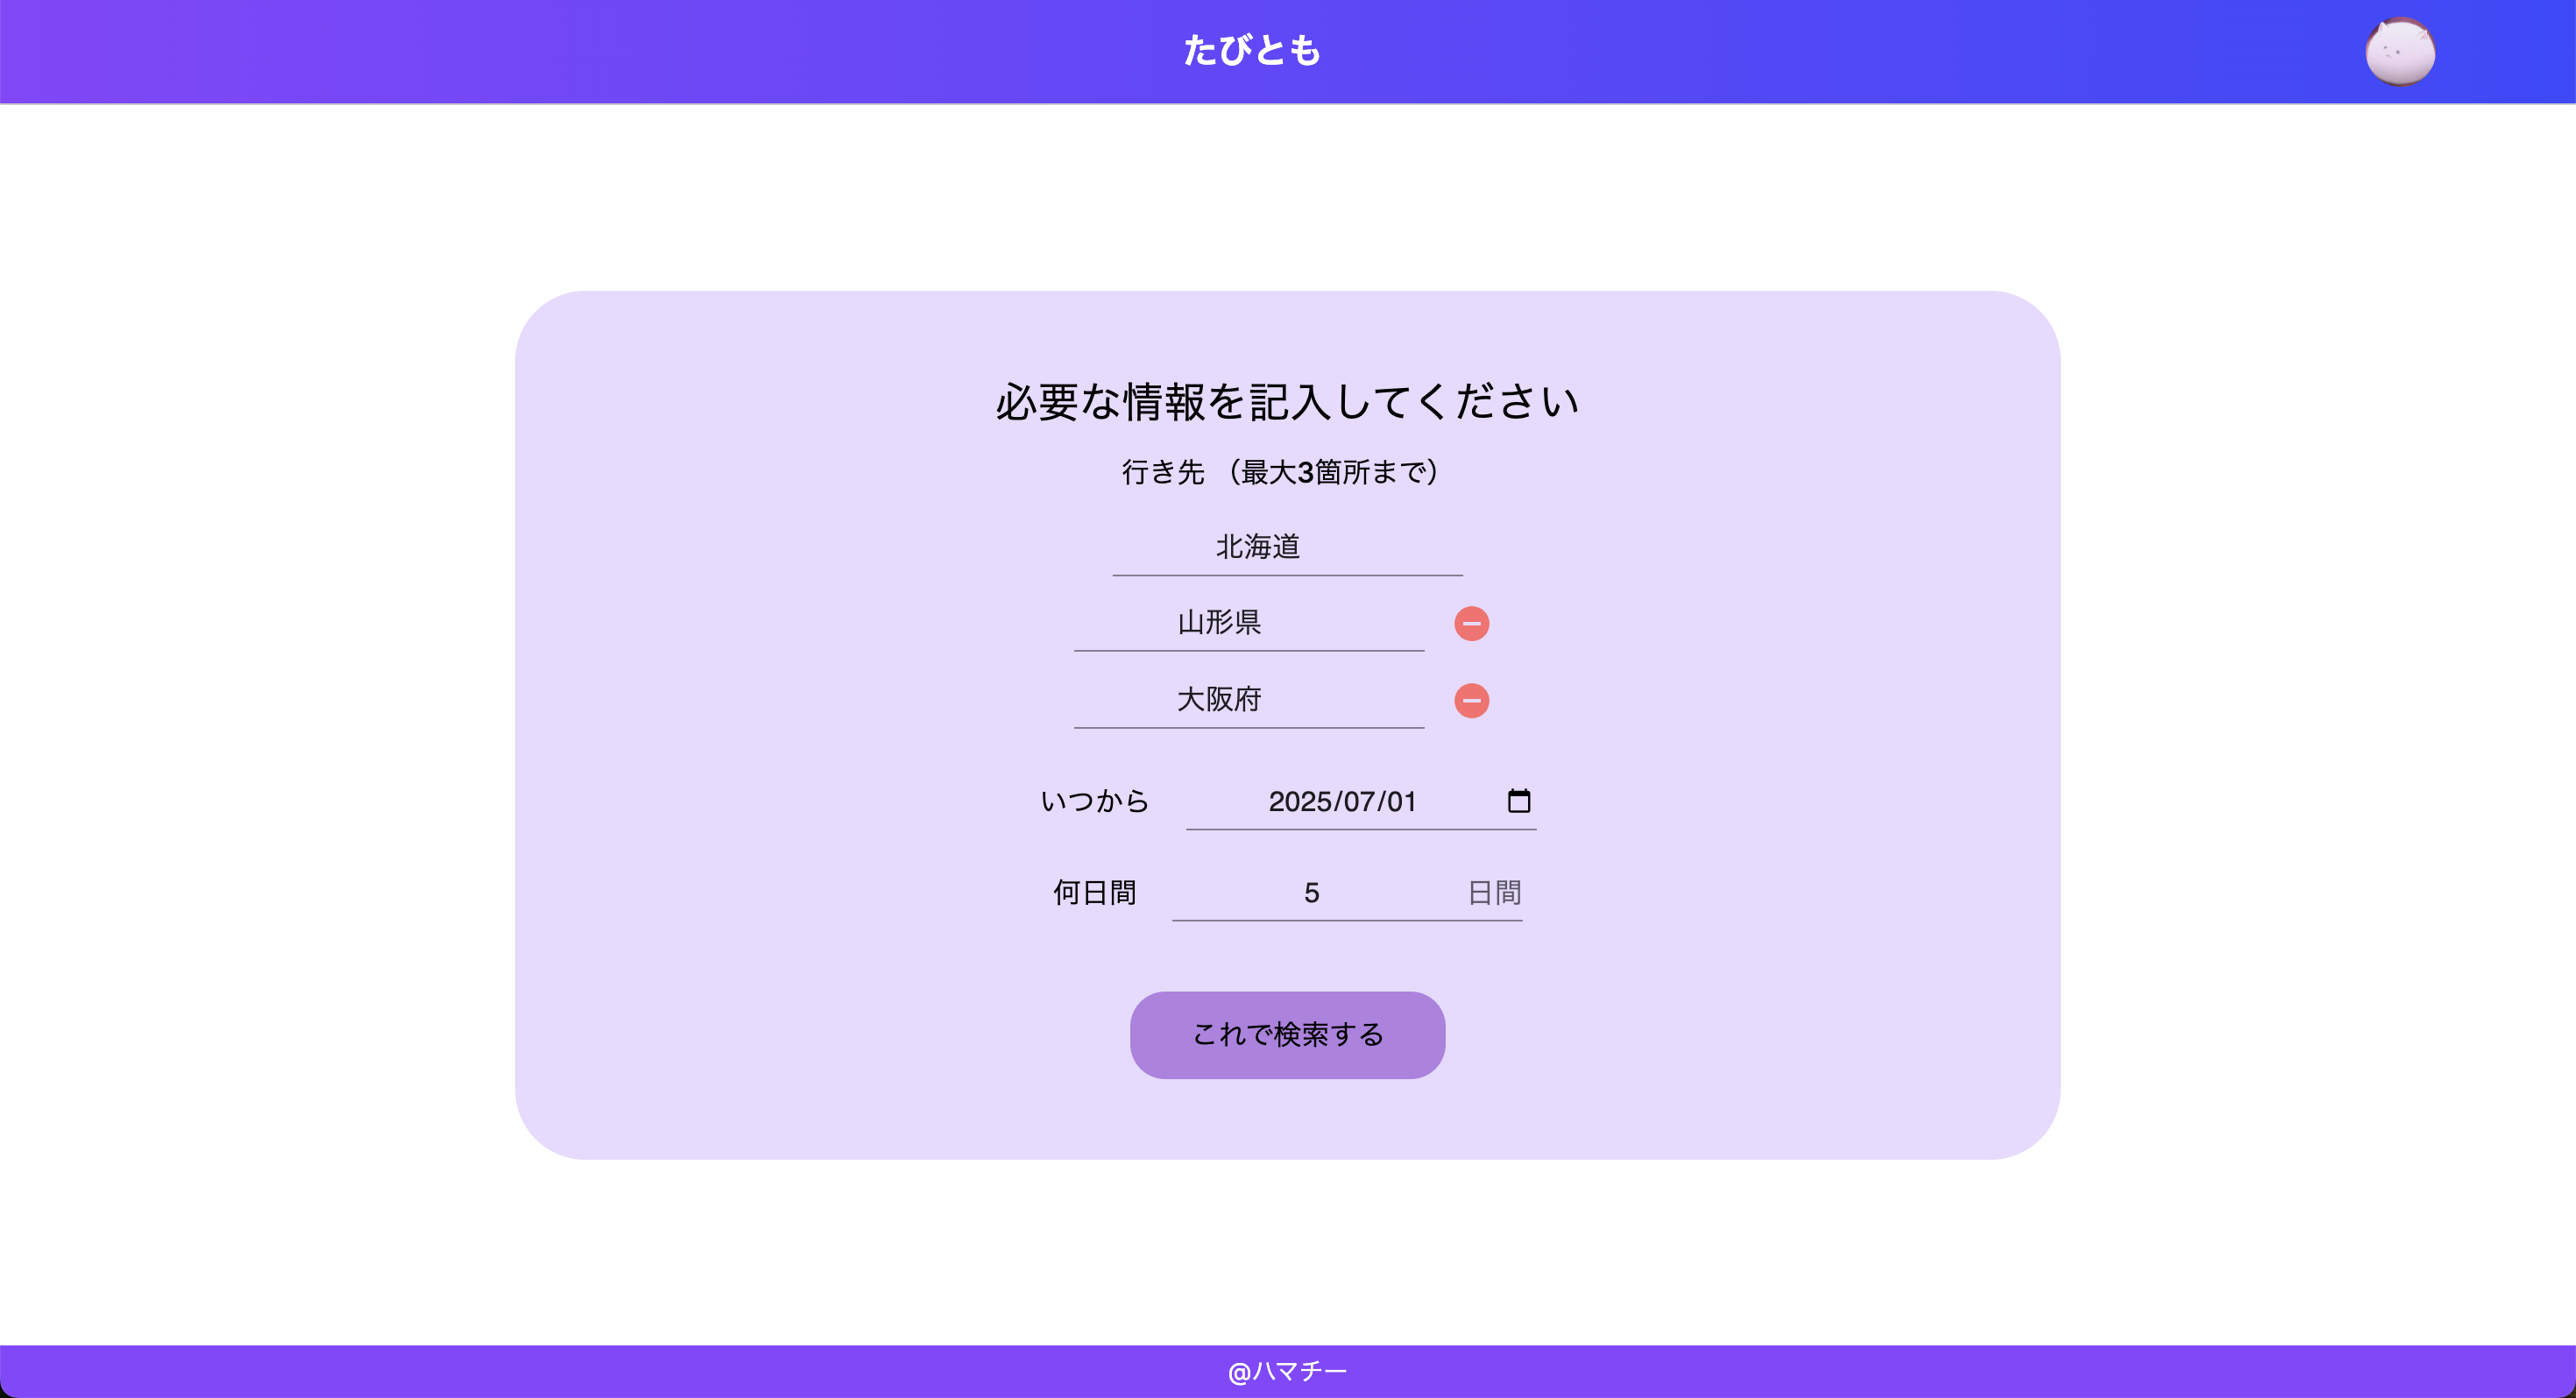 たびとも
必要な情報を記入してください
行き先 （最大3箇所まで）
北海道
山形県
大阪府
いつから 2025/07/01
何日間 5 日間
これで検索する
@ハマチー